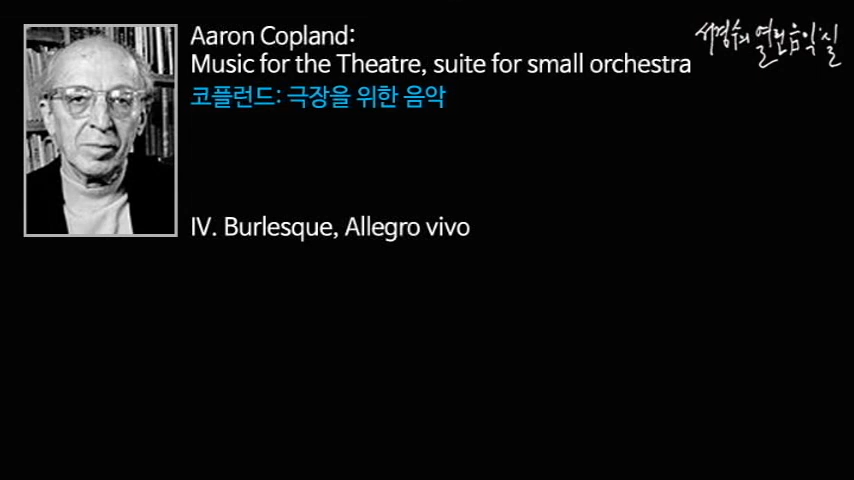 Aaron Copland:
Music for the Theatre, suite for small orchestra
코플런드: 극장을 위한 음악
IV. Burlesque, Allegro vivo
서경수의 열린음악실